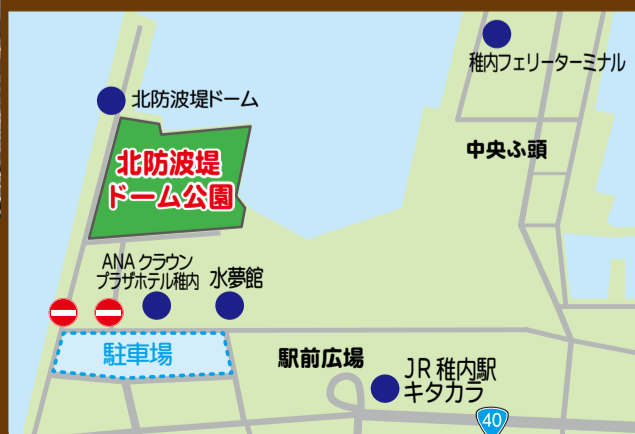 稚内フェリーターミナル
北防波堤ドーム
中央ふ頭
北防波堤
ドーム公園
ANA クラウン
プラザホテル稚内
水夢館
駐車場
駅前広場
JR 稚内駅
キタカラ
40